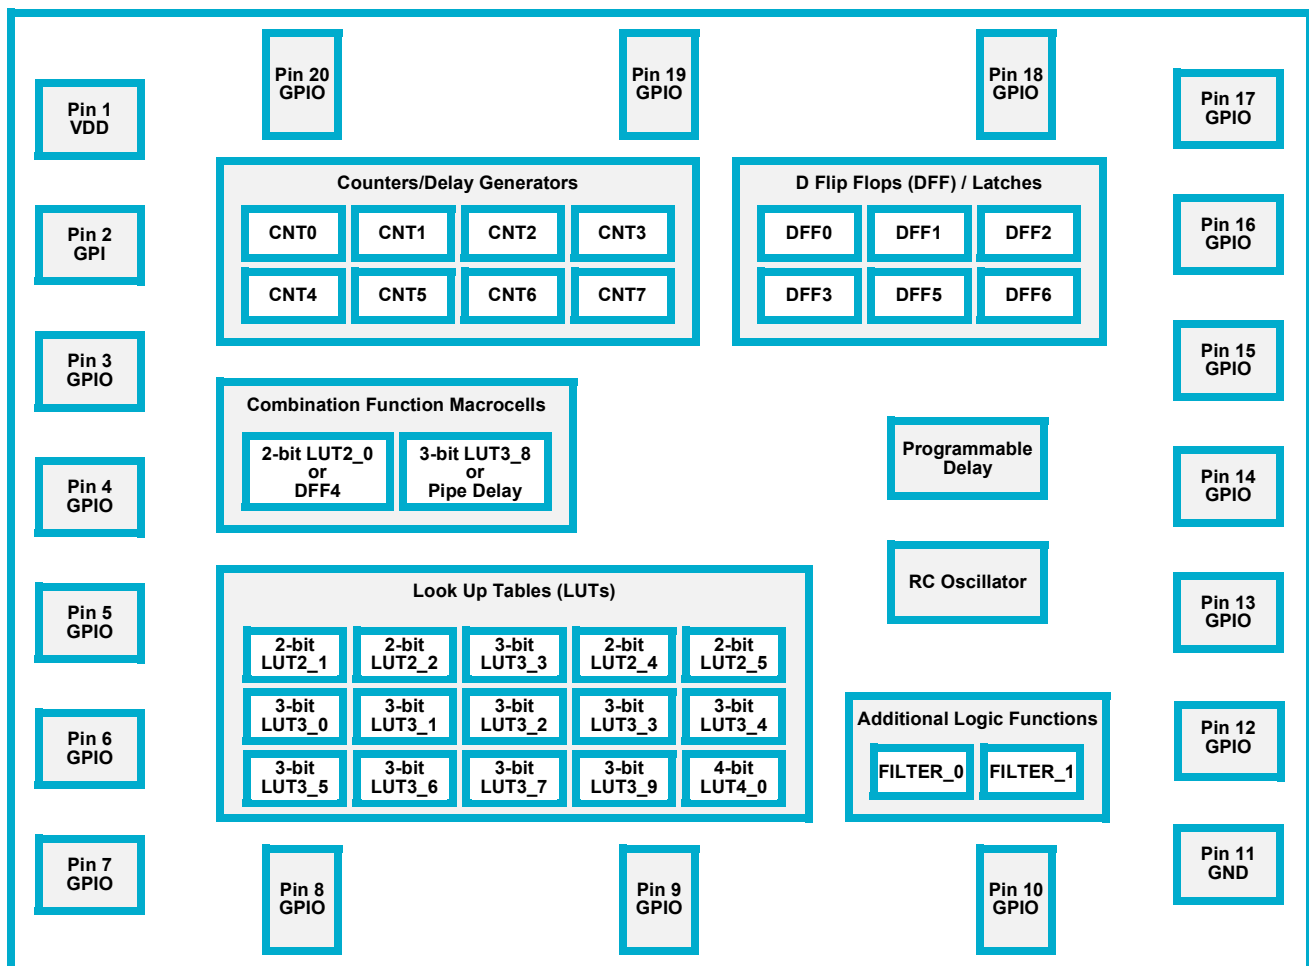 Pin 20
GPIO
Pin 19
GPIO
Pin 18
GPIO
Pin 1
VDD
Pin 17
GPIO
Counters/Delay Generators
CNT0
CNT1
CNT2
CNT3
CNT4
CNT5
CNT6
CNT7
D Flip Flops (DFF) / Latches
DFF0
DFF1
DFF2
DFF3
DFF5
DFF6
Pin 2
GPI
Pin 16
GPIO
Pin 3
GPIO
Pin 15
GPIO
Combination Function Macrocells
2-bit LUT2_0
or
DFF4
3-bit LUT3_8
or
Pipe Delay
Programmable
Delay
Pin 4
GPIO
Pin 14
GPIO
RC Oscillator
Pin 5
GPIO
Pin 13
GPIO
Look Up Tables (LUTs)
2-bit
LUT2_1
2-bit
LUT2_2
3-bit
LUT3_3
2-bit
LUT2_4
2-bit
LUT2_5
3-bit
LUT3_0
3-bit
LUT3_1
3-bit
LUT3_2
3-bit
LUT3_3
3-bit
LUT3_4
3-bit
LUT3_5
3-bit
LUT3_6
3-bit
LUT3_7
3-bit
LUT3_9
4-bit
LUT4_0
Additional Logic Functions
FILTER_0
FILTER_1
Pin 6
GPIO
Pin 12
GPIO
Pin 7
GPIO
Pin 11
GND
Pin 8
GPIO
Pin 9
GPIO
Pin 10
GPIO